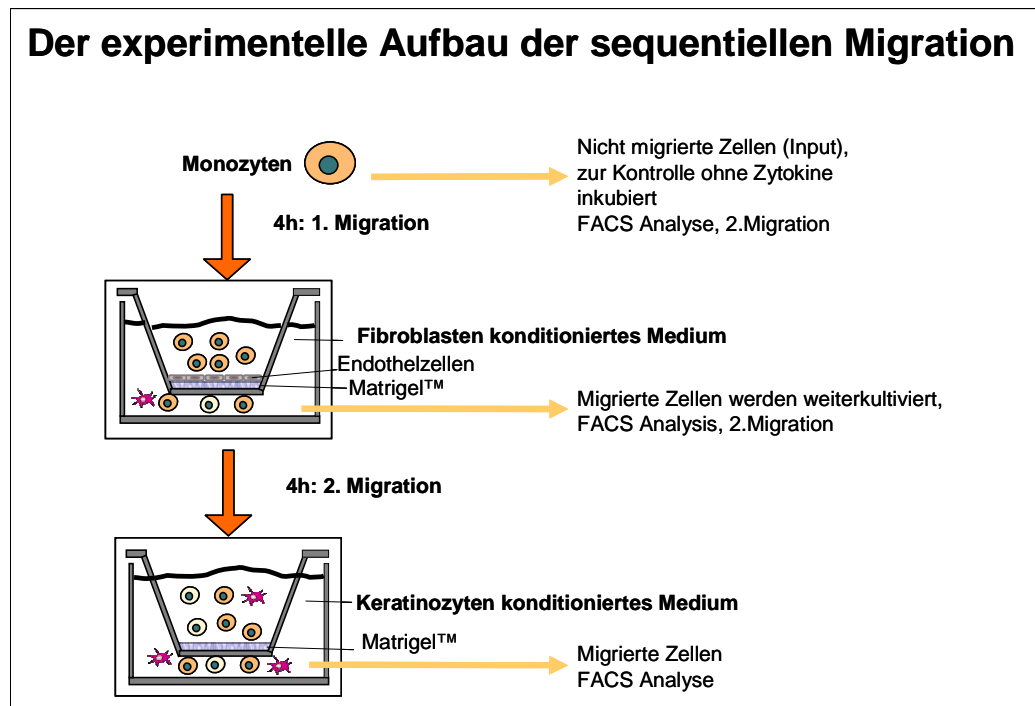 Der experimentelle Aufbau der sequentiellen Migration
Monozyten
Nicht migrierte Zellen (Input),
zur Kontrolle ohne Zytokine
inkubiert
FACS Analyse, 2.Migration
4h: 1. Migration
Fibroblasten konditioniertes Medium
Endothelzellen
Matrigel™
Migrierte Zellen werden weiterkultiviert,
FACS Analysis, 2.Migration
4h: 2. Migration
Keratinozyten konditioniertes Medium
Matrigel™
Migrierte Zellen
FACS Analyse